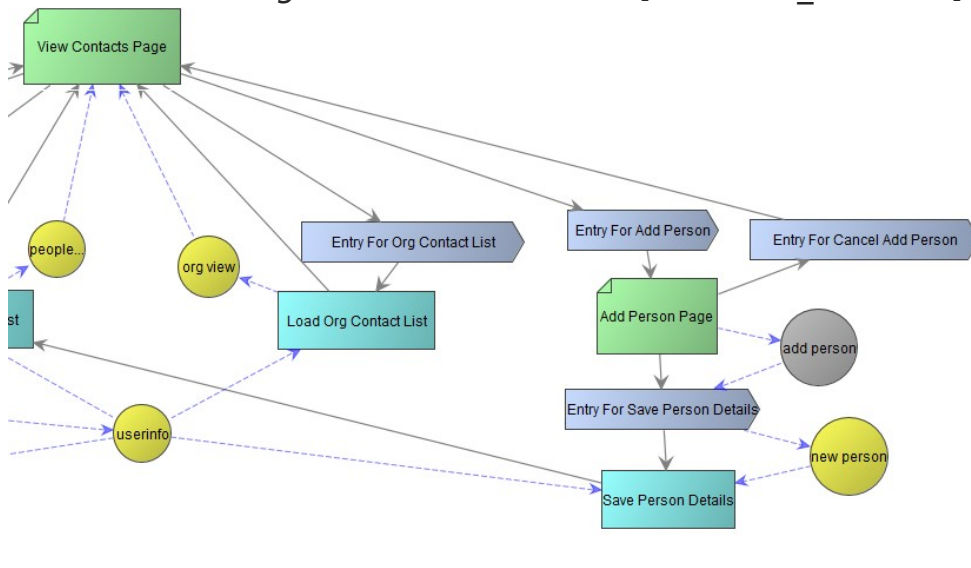 View Contacts Page
Entry For Add Person
Entry For Cancel Add Person
Entry For Org Contact List
people...
org view
Add Person Page
st
Load Org Contact List
add person
Entry For Save Person Details
userinfo
new person
Save Person Details